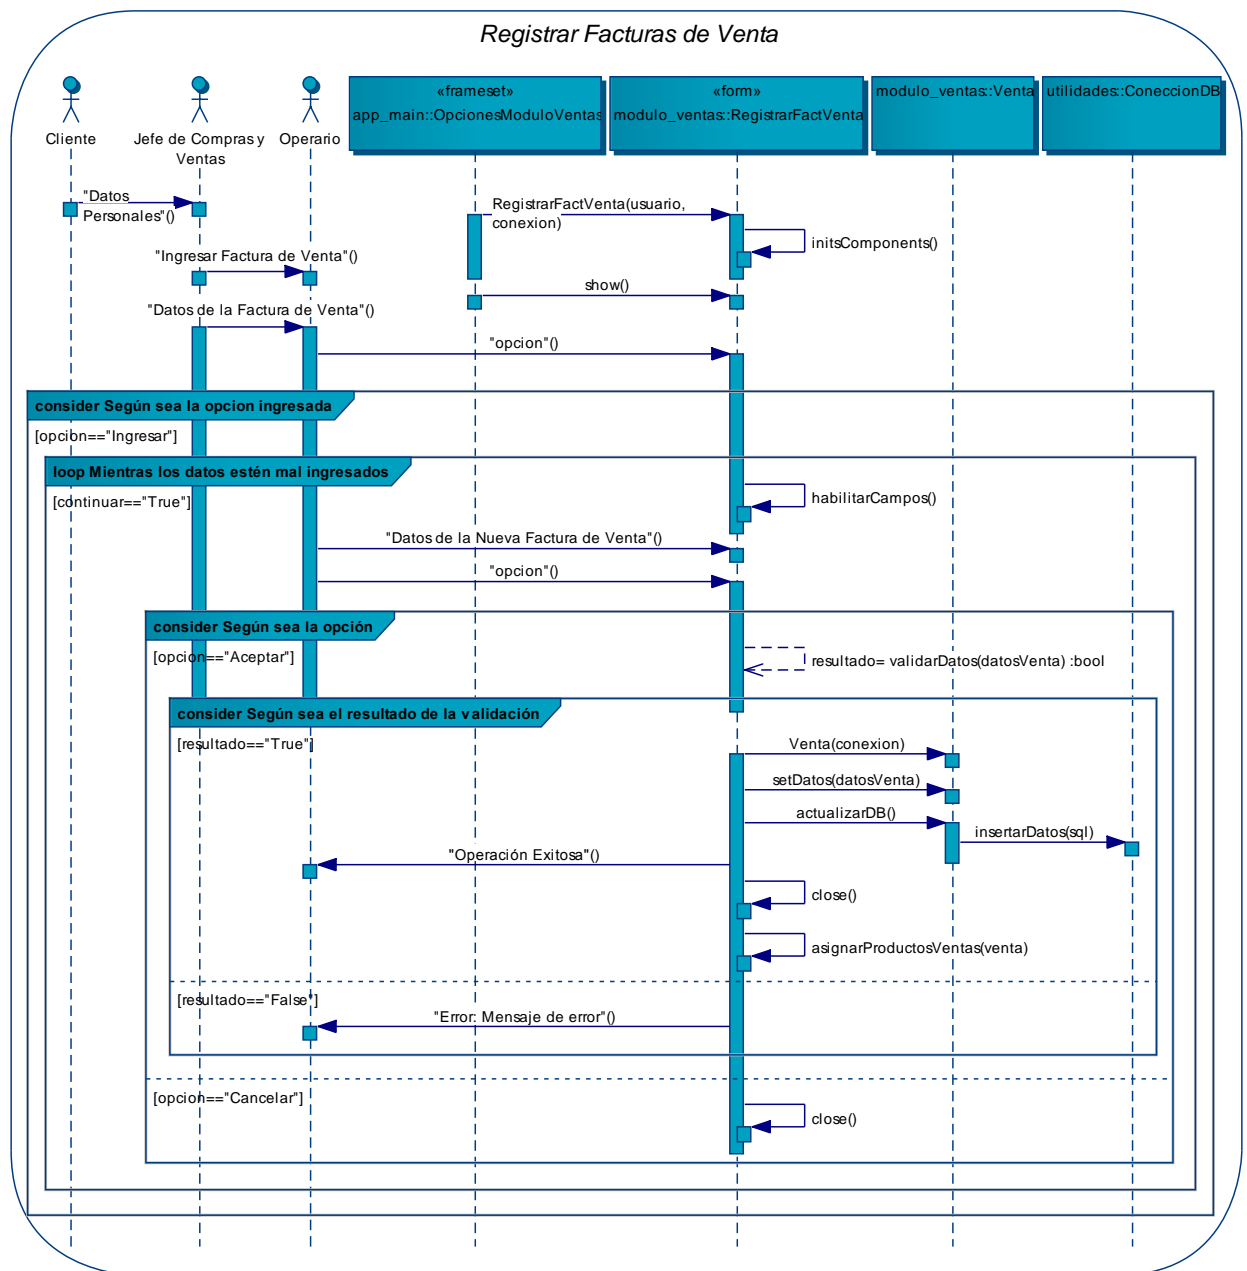 Registrar Facturas de Venta
Cliente
Jefe de Compras y
Ventas
Operario
«frameset»
app_main::OpcionesModuloVentas
«form»
modulo_ventas::RegistrarFactVenta
modulo_ventas::Venta
utilidades::ConeccionDB
"Datos
Personales"()
RegistrarFactVenta(usuario,
conexion)
initsComponents()
"Ingresar Factura de Venta"()
show()
"Datos de la Factura de Venta"()
"opcion"()
consider Según sea la opcion ingresada
[opcion=="Ingresar"]
loop Mientras los datos estén mal ingresados
[continuar=="True"]
habilitarCampos()
"Datos de la Nueva Factura de Venta"()
"opcion"()
consider Según sea la opción
[opcion=="Aceptar"]
resultado= validarDatos(datosVenta) :bool
consider Según sea el resultado de la validación
[resultado=="True"]
Venta(conexion)
setDatos(datosVenta)
actualizarDB()
insertarDatos(sql)
"Operación Exitosa"()
close()
asignarProductosVentas(venta)
[resultado=="False"]
"Error: Mensaje de error"()
[opcion=="Cancelar"]
close()